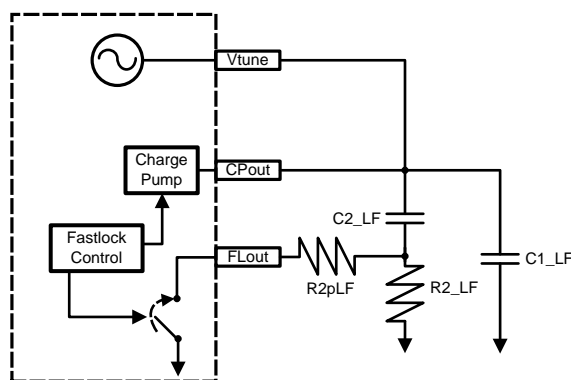 Vtune
Charge
Pump
CPout
C2_LF
Fastlock
Control
FLout
C1_LF
R2pLF
R2_LF